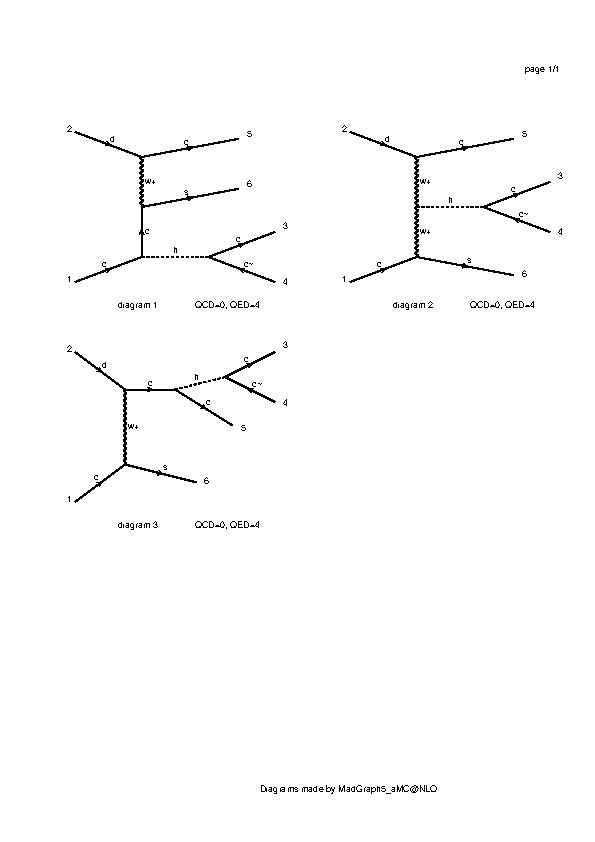 page 1/1
2
d
c
5
w+
s
6
c
c
3
h
c
c~
1
4
diagram 1 QCD=0, QED=4
2
d
c
5
w+
c
3
h
w+
c~
4
c
s
1
6
diagram 2 QCD=0, QED=4
2
3
d
c
h
c
c~
4
c
5
w+
c
s
6
1
diagram 3 QCD=0, QED=4
Diagrams made by MadGraph5_aMC@NLO